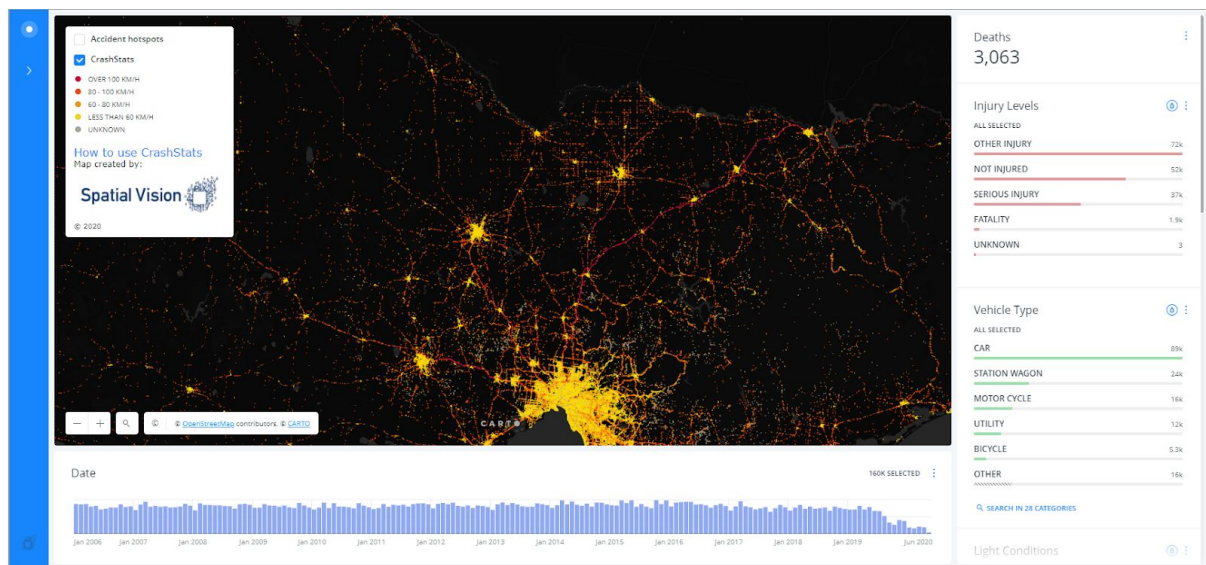 Accident hotspots
CrashStats
OVER 100 KM/H
80 - 100 KM/H
60 - 80 KM/H
LESS THAN 60 KM/H
UNKNOWN
How to use CrashStats
Map created by:
Spatial Vision
© 2020
© © OpenStreetMap contributors, © CARTO
CARTO
Date
160K SELECTED
Jan 2006 Jan 2007 Jan 2008 Jan 2009 Jan 2010 Jan 2011 Jan 2012 Jan 2013 Jan 2014 Jan 2015 Jan 2016 Jan 2017 Jan 2018 Jan 2019 Jun 2020
Deaths
3,063
Injury Levels
ALL SELECTED
OTHER INJURY 72k
NOT INJURED 52k
SERIOUS INJURY 37k
FATALITY 1.9k
UNKNOWN 3
Vehicle Type
ALL SELECTED
CAR 89k
STATION WAGON 24k
MOTOR CYCLE 16k
UTILITY 12k
BICYCLE 5.3k
OTHER 16k
SEARCH IN 28 CATEGORIES
Light Conditions